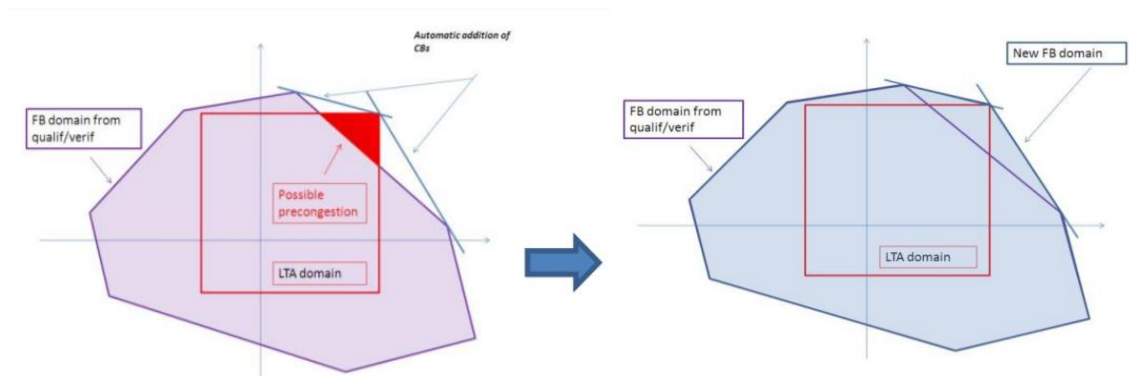 Automatic addition of
CBs
FB domain from
qualif/verif
Possible
precongestion
LTA domain
New FB domain
FB domain from
qualif/verif
LTA domain